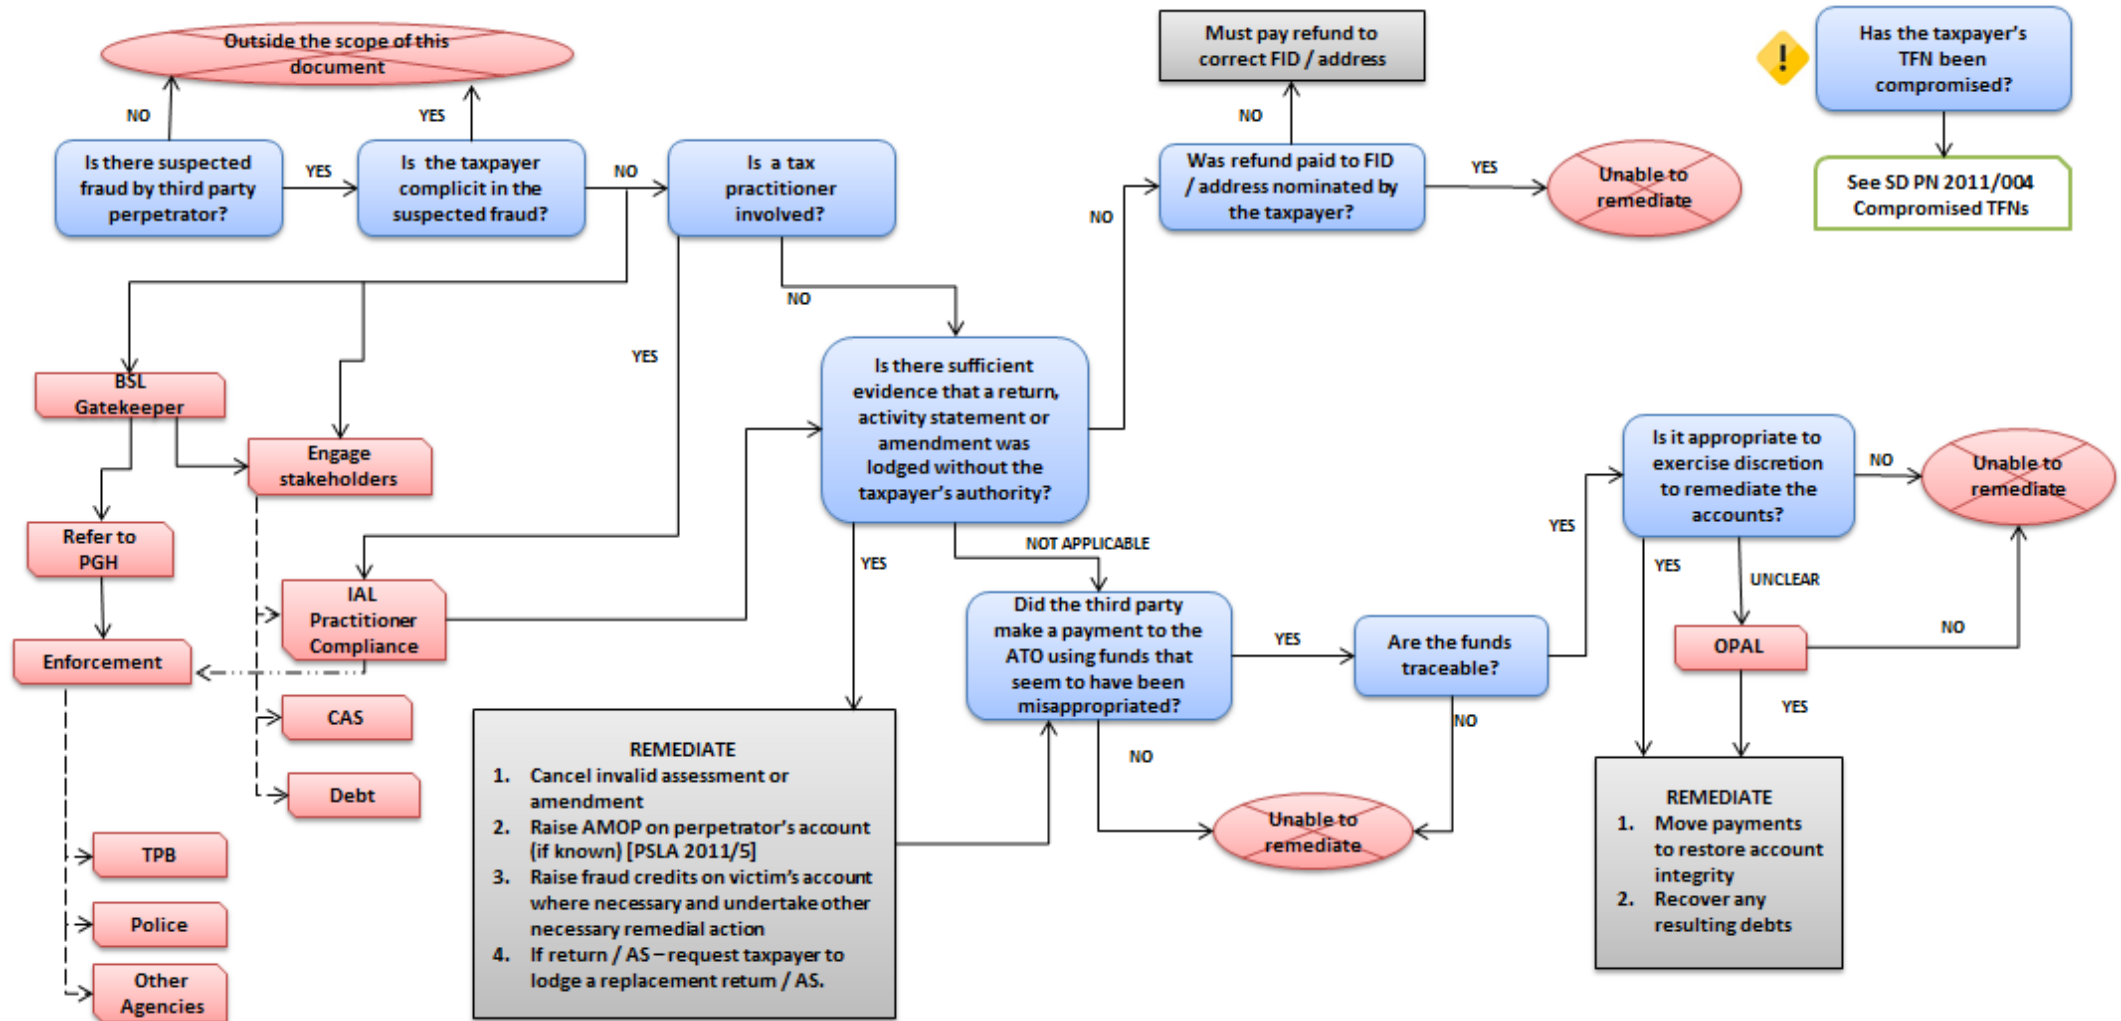 Outside the scope of this
document
NO
YES
Is there suspected
fraud by third party
perpetrator?
YES
Is the taxpayer
complicit in the
suspected fraud?
NO
Is a tax
practitioner
involved?
Must pay refund to
correct FID / address
NO
Was refund paid to FID
/ address nominated by
the taxpayer?
YES
Unable to
remediate
!
Has the taxpayer's
TFN been
compromised?
See SD PN 2011/004
Compromised TFNs
NO
NO
YES
BSL
Gatekeeper
Engage
stakeholders
Refer to
PGH
Enforcement
IAL
Practitioner
Compliance
CAS
Debt
TPB
Police
Other
Agencies
Is there sufficient
evidence that a return,
activity statement or
amendment was
lodged without the
taxpayer's authority?
YES
NOT APPLICABLE
Did the third party
make a payment to the
ATO using funds that
seem to have been
misappropriated?
YES
Are the funds
traceable?
NO
NO
Unable to
remediate
YES
Is it appropriate to
exercise discretion
to remediate the
accounts?
NO
Unable to
remediate
YES
UNCLEAR
OPAL
NO
YES
REMEDIATE
1. Cancel invalid assessment or
amendment
2. Raise AMOP on perpetrator's account
(if known) [PSLA 2011/5]
3. Raise fraud credits on victim's account
where necessary and undertake other
necessary remedial action
4. If return / AS – request taxpayer to
lodge a replacement return / AS.
REMEDIATE
1. Move payments
to restore account
integrity
2. Recover any
resulting debts